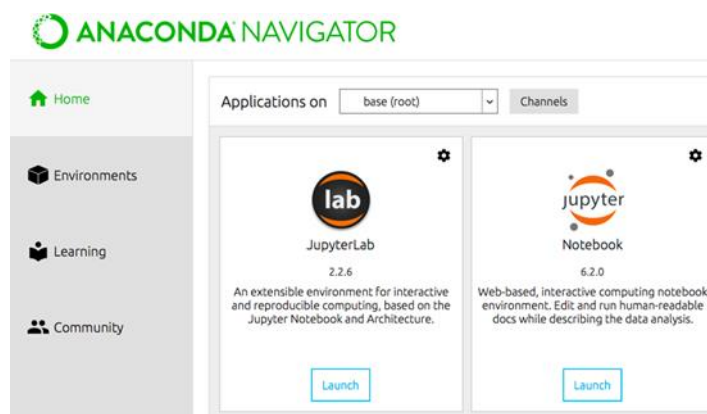 ANACONDA NAVIGATOR
Home
Environments
Learning
Community
Applications on
base (root)
Channels
lab
JupyterLab
2.2.6
An extensible environment for interactive
and reproducible computing, based on the
Jupyter Notebook and Architecture.
Launch
jupyter
Notebook
6.2.0
Web-based, interactive computing notebook
environment. Edit and run human-readable
docs while describing the data analysis.
Launch